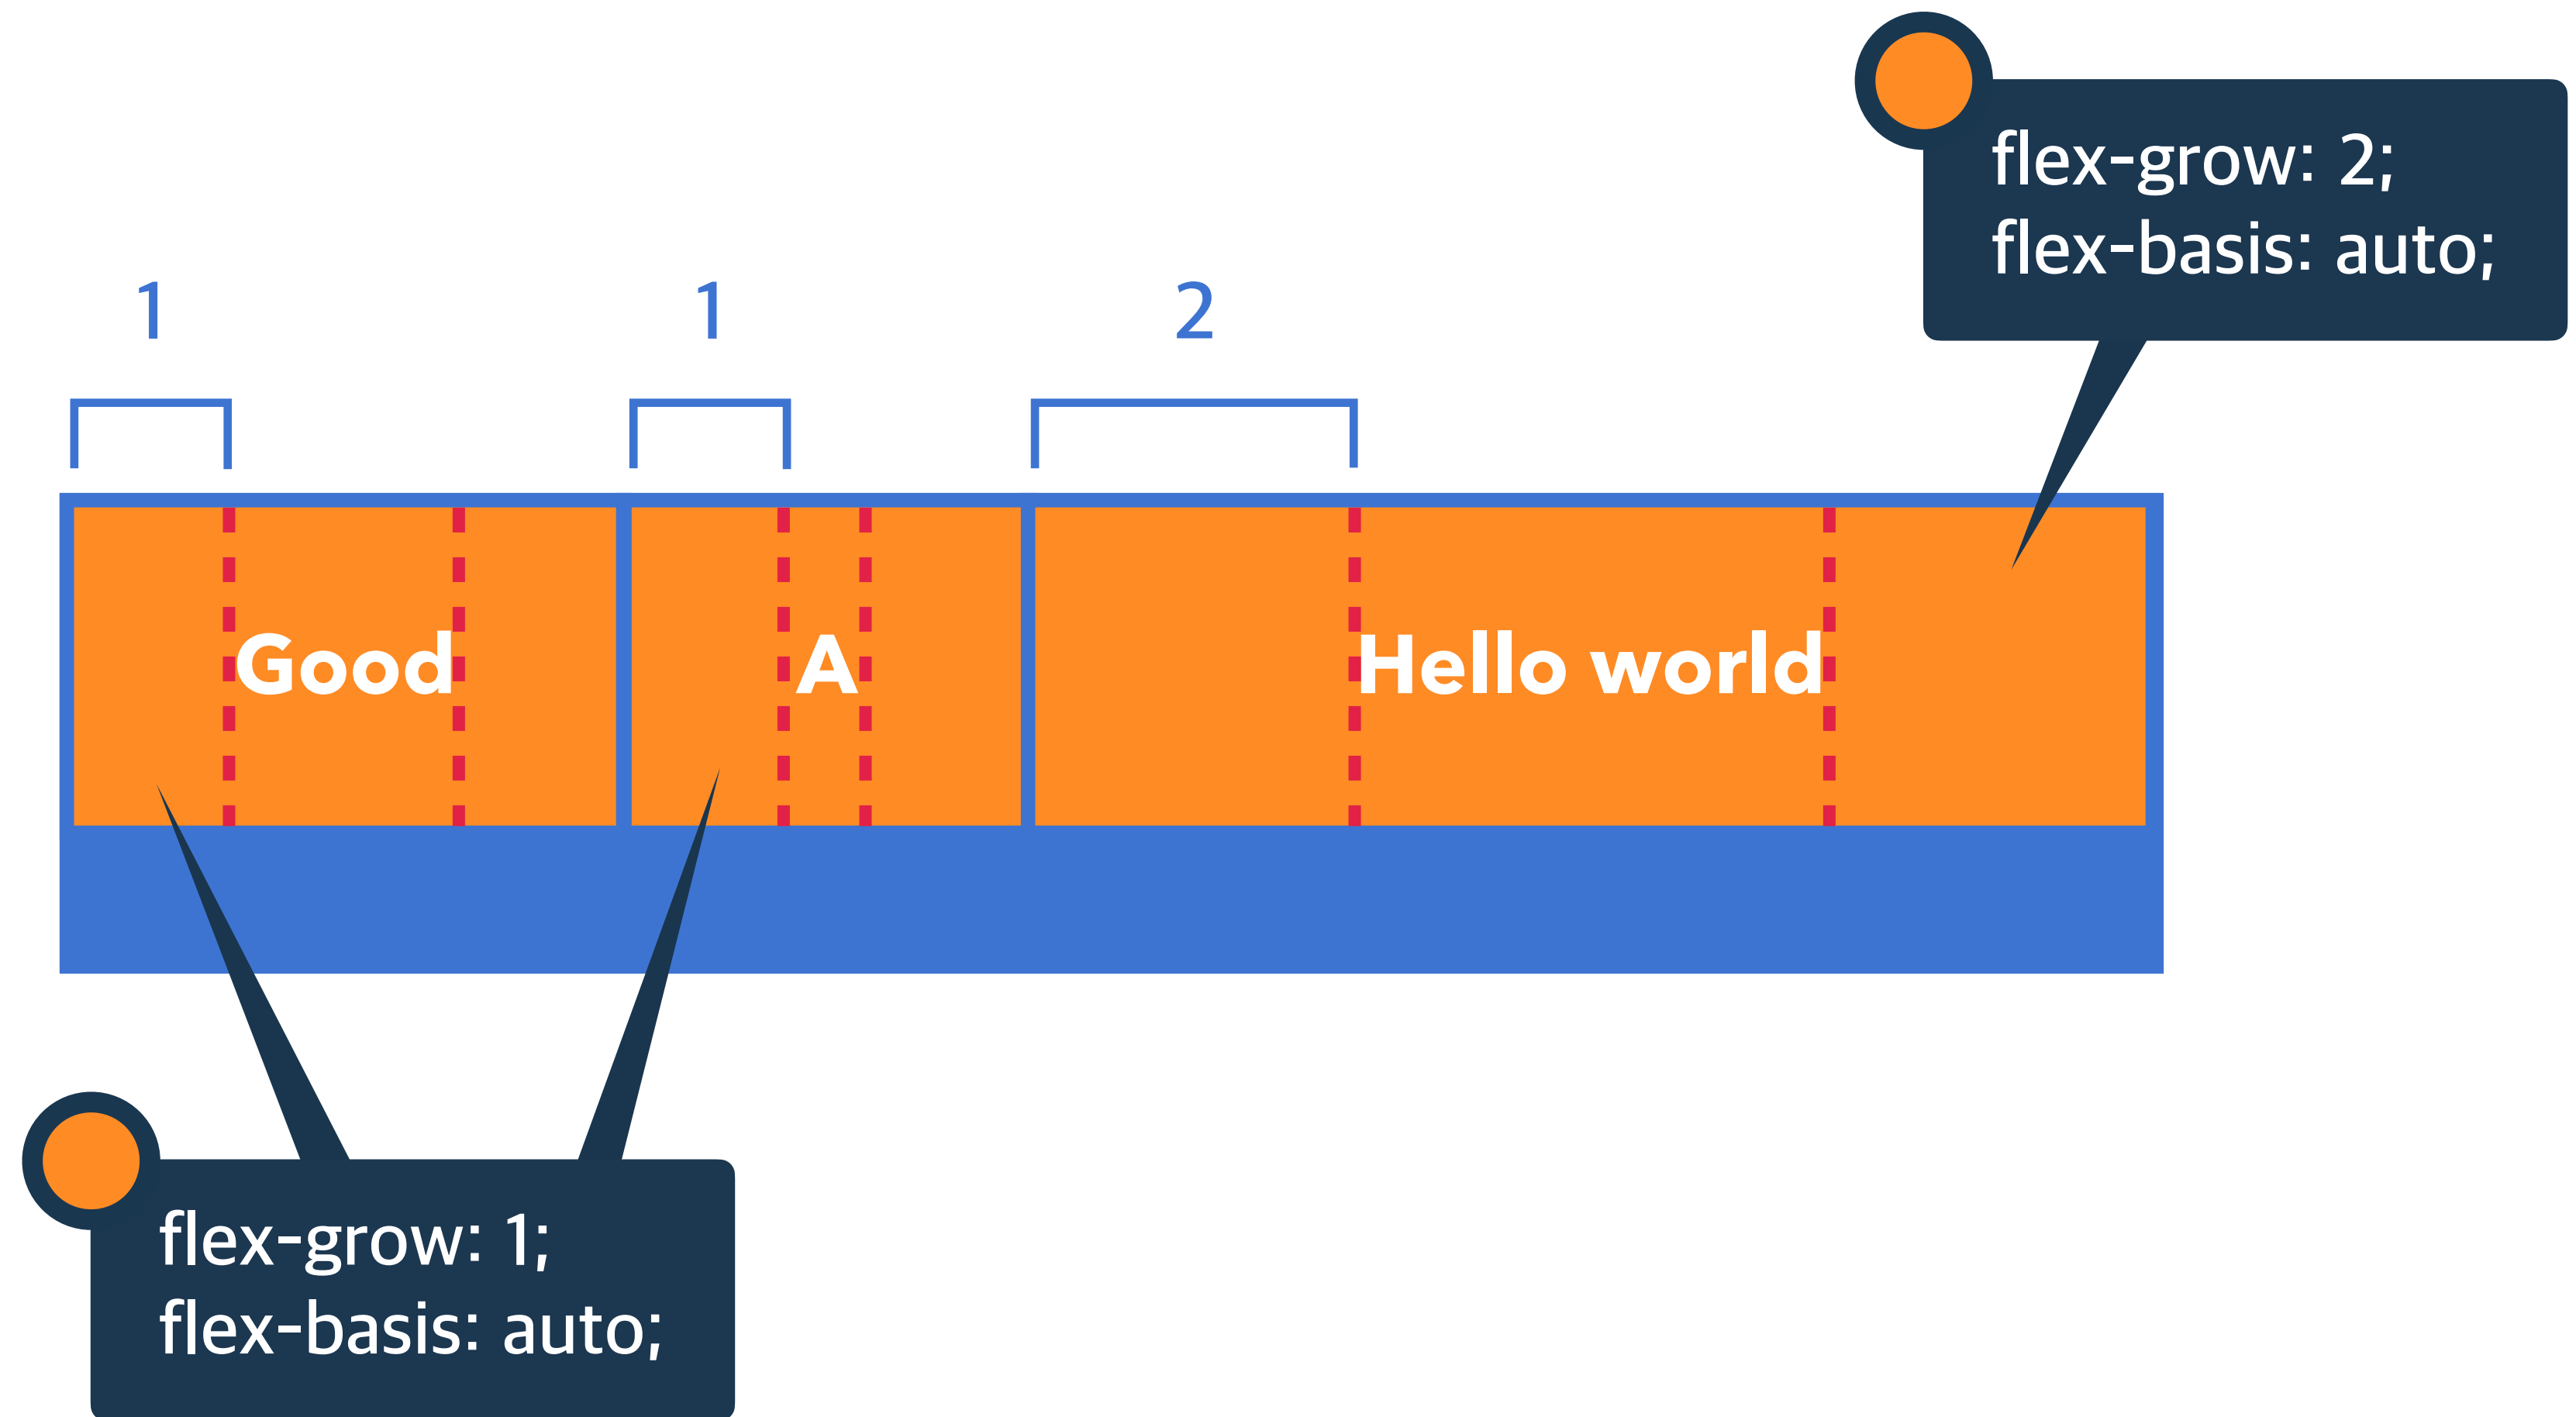 flex-grow: 2;
flex-basis: auto;
1
1
2
Good
A
Hello world
flex-grow: 1;
flex-basis: auto;